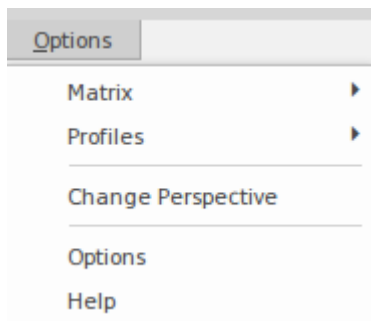 Options
Matrix
Profiles
Change Perspective
Options
Help